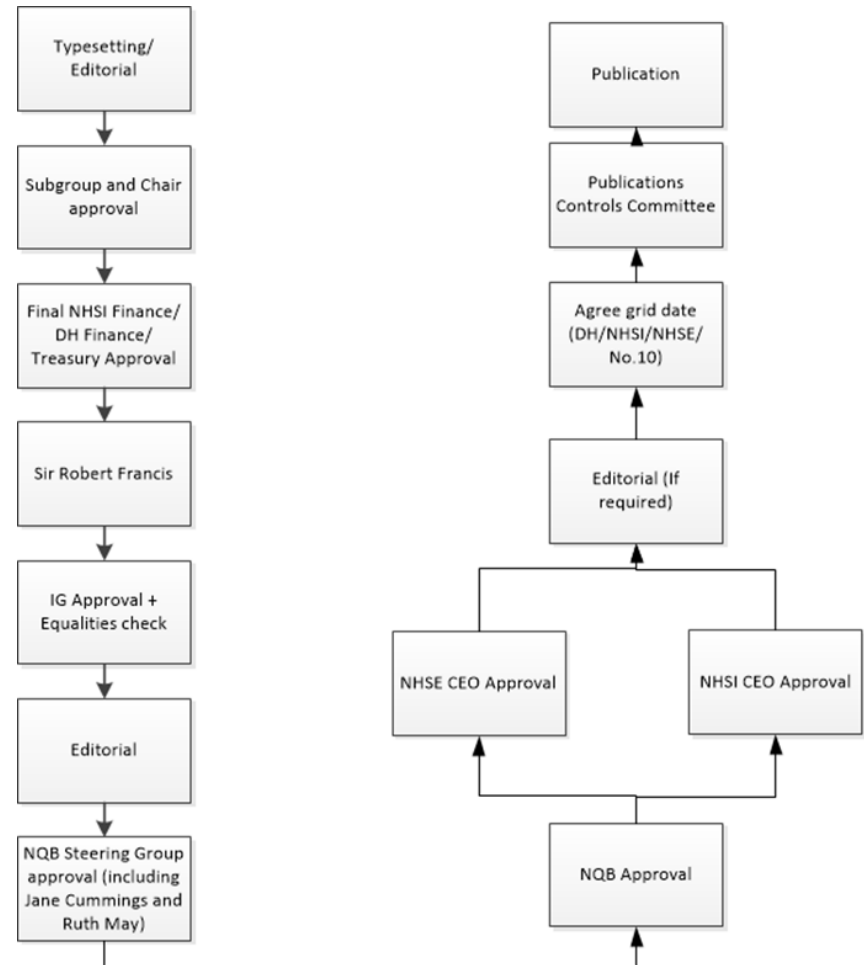 Typesetting/
Editorial
Subgroup and Chair
approval
Final NHSI Finance/
DH Finance/
Treasury Approval
Sir Robert Francis
IG Approval +
Equalities check
Editorial
NQB Steering Group
approval (including
Jane Cummings and
Ruth May)
Publication
Publications
Controls Committee
Agree grid date
(DH/NHSI/NHSE/
No.10)
Editorial (If
required)
NHSE CEO Approval
NHSI CEO Approval
NQB Approval